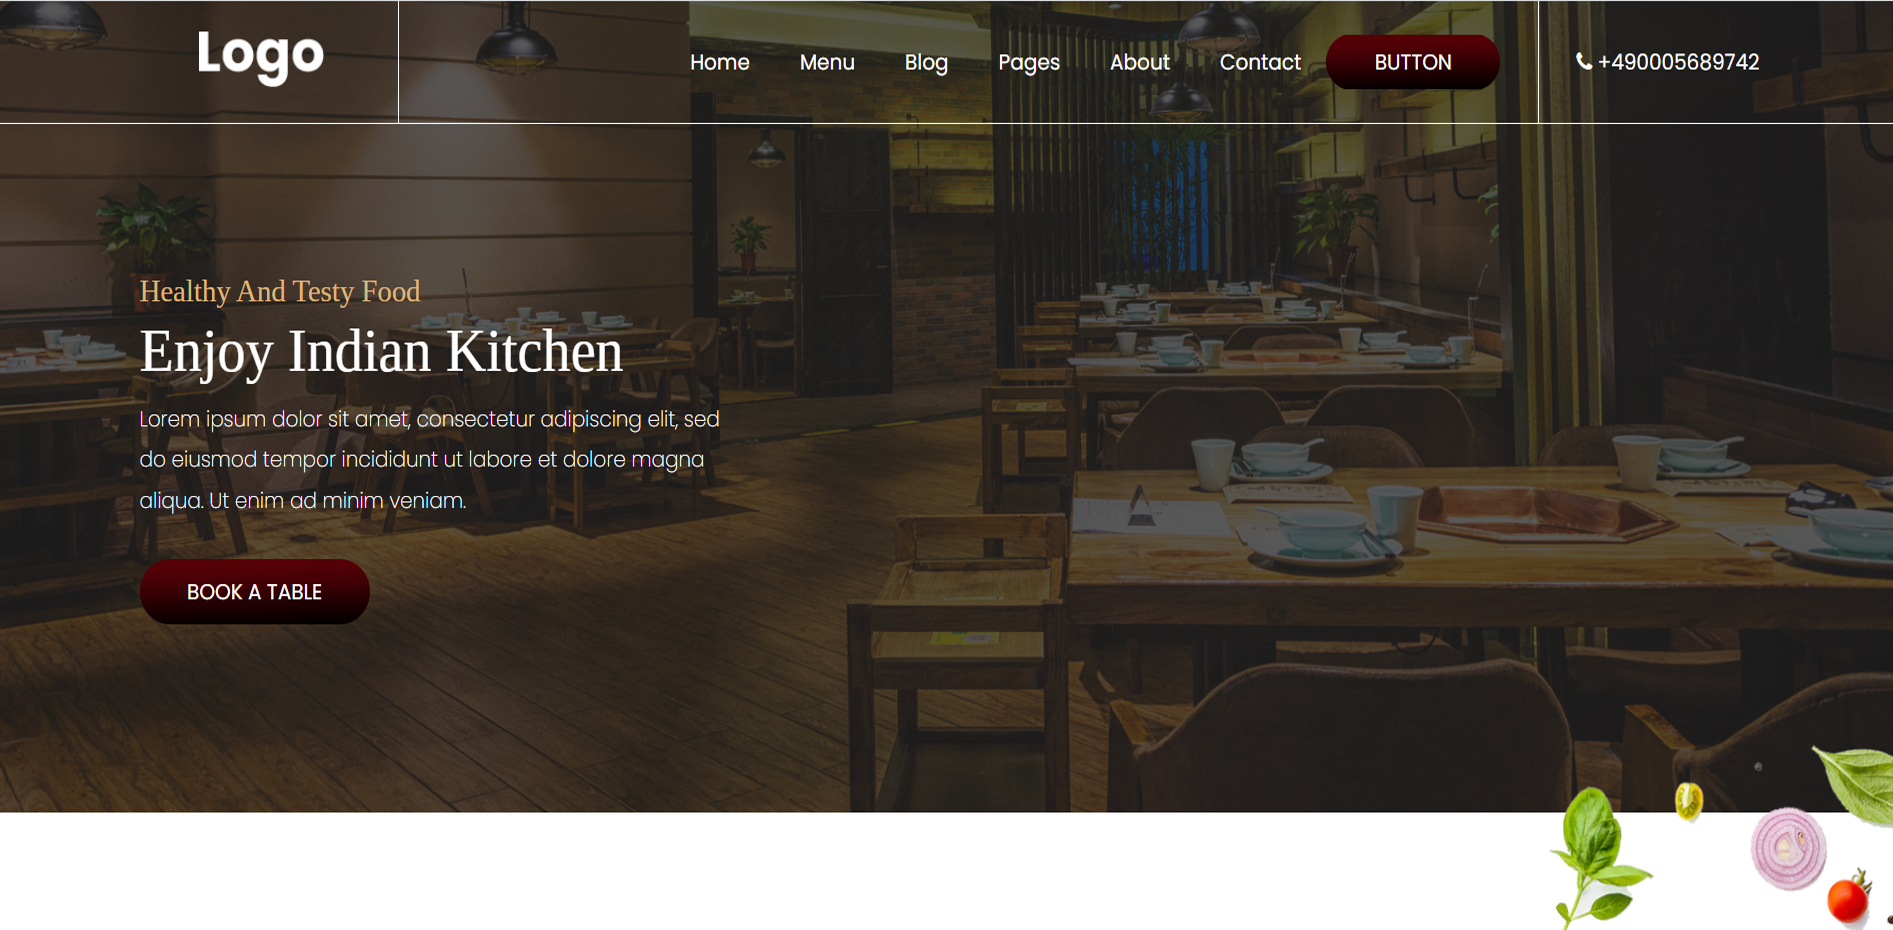 Logo
Home Menu Blog Pages About Contact BUTTON +490005689742
Healthy And Testy Food
Enjoy Indian Kitchen
Lorem ipsum dolor sit amet, consectetur adipiscing elit, sed
do eiusmod tempor incididunt ut labore et dolore magna
aliqua. Ut enim ad minim veniam.
BOOK A TABLE